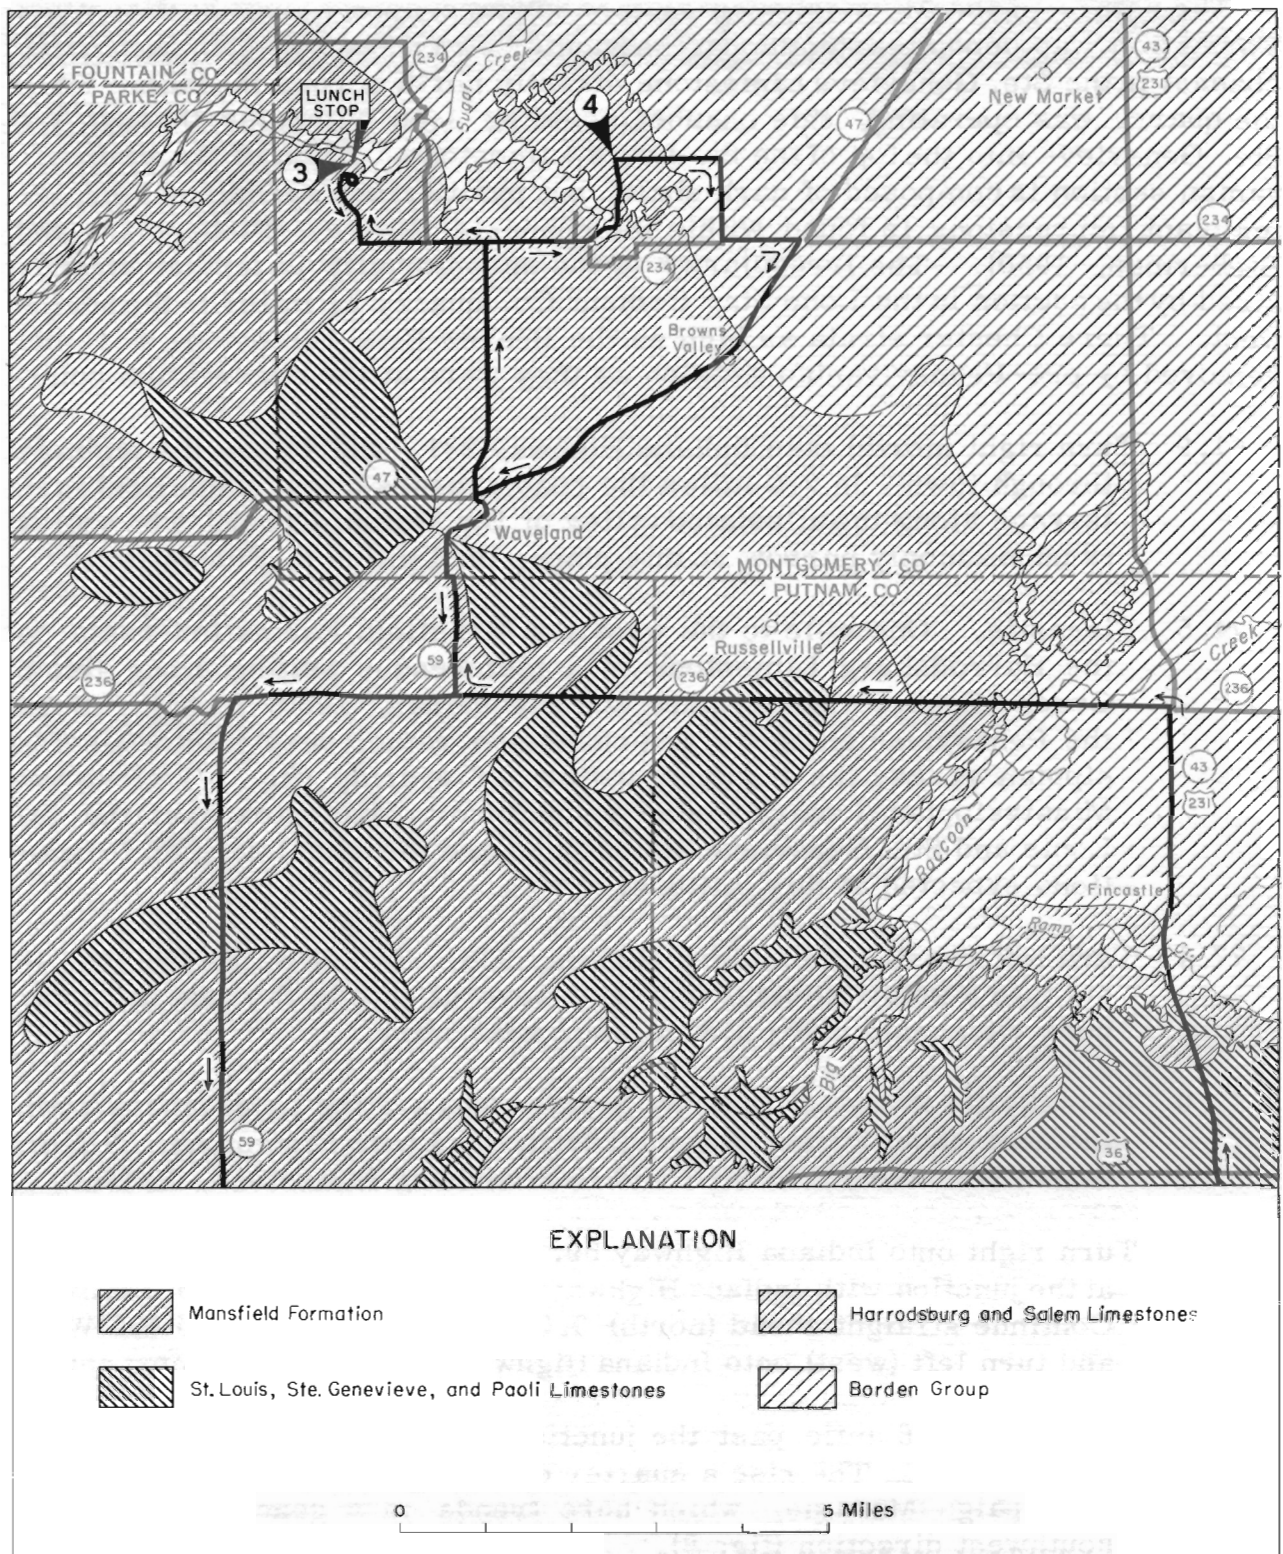 234
Creek
Sugar
43
231
New Market
FOUNTAIN CO
PARKE CO
LUNCH
STOP
4
47
3
234
234
Browns
Valley
47
Waveland
MONTGOMERY CO
PUTNAM CO
Russellville
Creek
59
236
236
236
43
231
Raccoon
Fincastle
Ramp
Cr
Big
59
36
EXPLANATION
Mansfield Formation
Harrodsburg and Salem Limestones
St. Louis, Ste. Genevieve, and Paoli Limestones
Borden Group
0
5 Miles